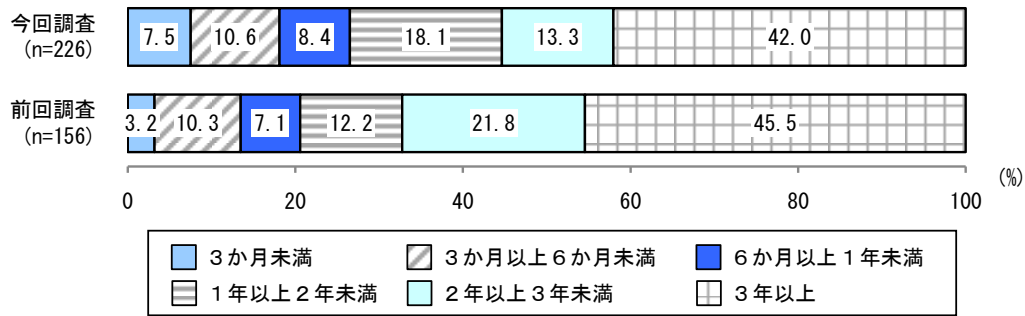 今回調査
(n=226)
7.5 10.6 8.4 18.1 13.3 42.0
前回調査
(n=156)
3.2 10.3 7.1 12.2 21.8 45.5
0 20 40 60 80 100
(%)
３か月未満 ３か月以上６か月未満 ６か月以上１年未満
１年以上２年未満 ２年以上３年未満 ３年以上